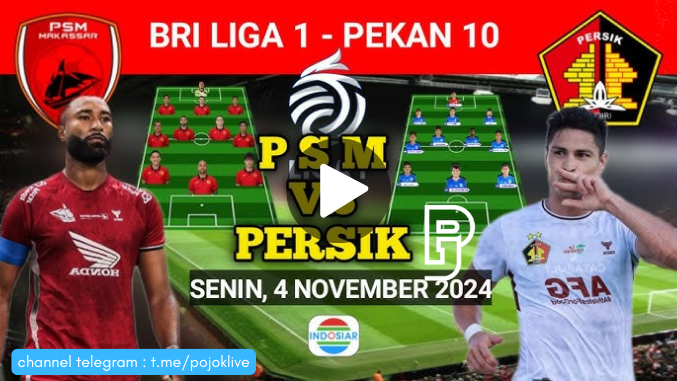 PSM
MAKASSAR
BRI LIGA 1 - PEKAN 10
PERSIK
PSM
VS
PERSIK
SENIN, 4 NOVEMBER 2024
HONDA
AFG
INDOSIAR
channel telegram : t.me/pojoklive